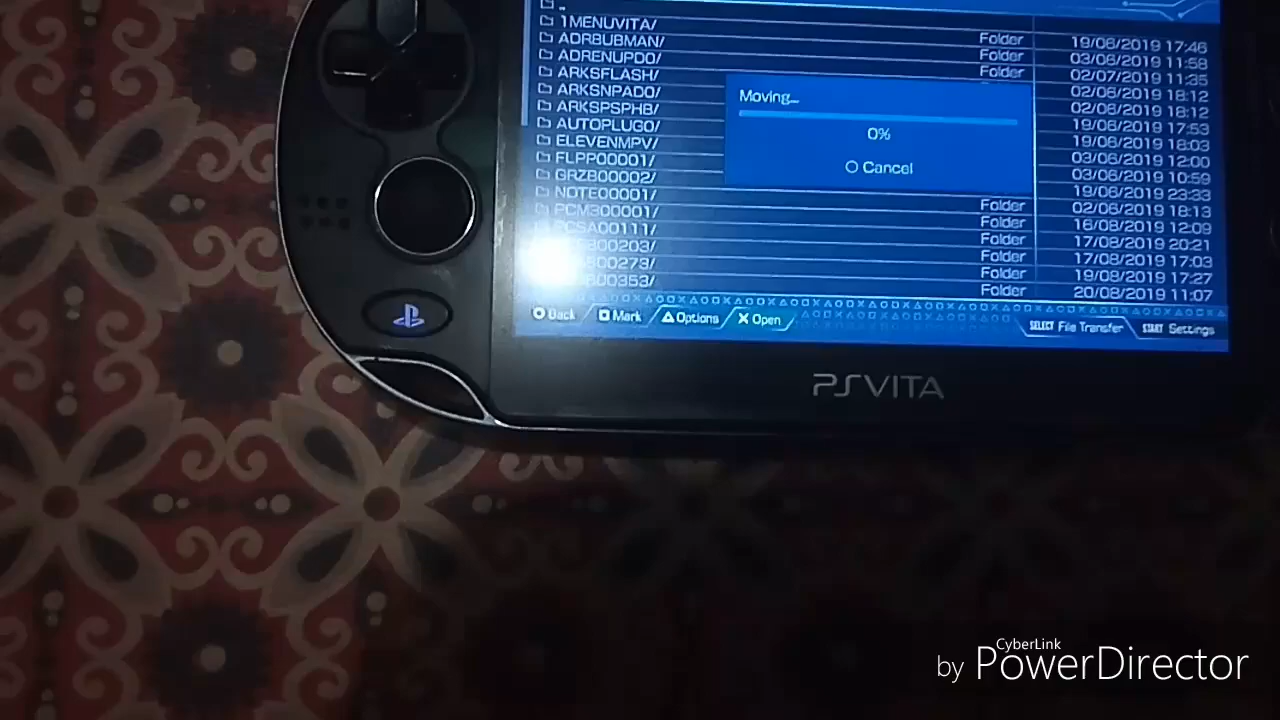 ..
1MENUVITA/
ADRBUBMAN/ Folder 19/06/2019 17:46
ADRENUPDO/ Folder 03/06/2019 11:58
ARKSFLASH/ Folder 02/07/2019 11:35
ARKSNPADO/ 02/06/2019 18:12
ARKSPSPHB/ 02/06/2019 18:12
AUTOPLUGO/ 19/06/2019 17:53
ELEVENMPV/ 19/06/2019 18:03
FLPP00001/ 03/06/2019 12:00
GRZB00002/ 03/06/2019 10:59
NOTE00001/ 19/06/2019 23:33
PCM300001/ Folder 02/06/2019 18:13
PCSA00111/ Folder 16/08/2019 12:09
00203/ Folder 17/08/2019 20:21
00273/ Folder 17/08/2019 17:03
00353/ Folder 19/08/2019 17:27
Folder 20/08/2019 11:07
Moving...
0%
Cancel
Back Mark Options Open SELECT File Transfer START Settings
PSVITA
CyberLink
by PowerDirector